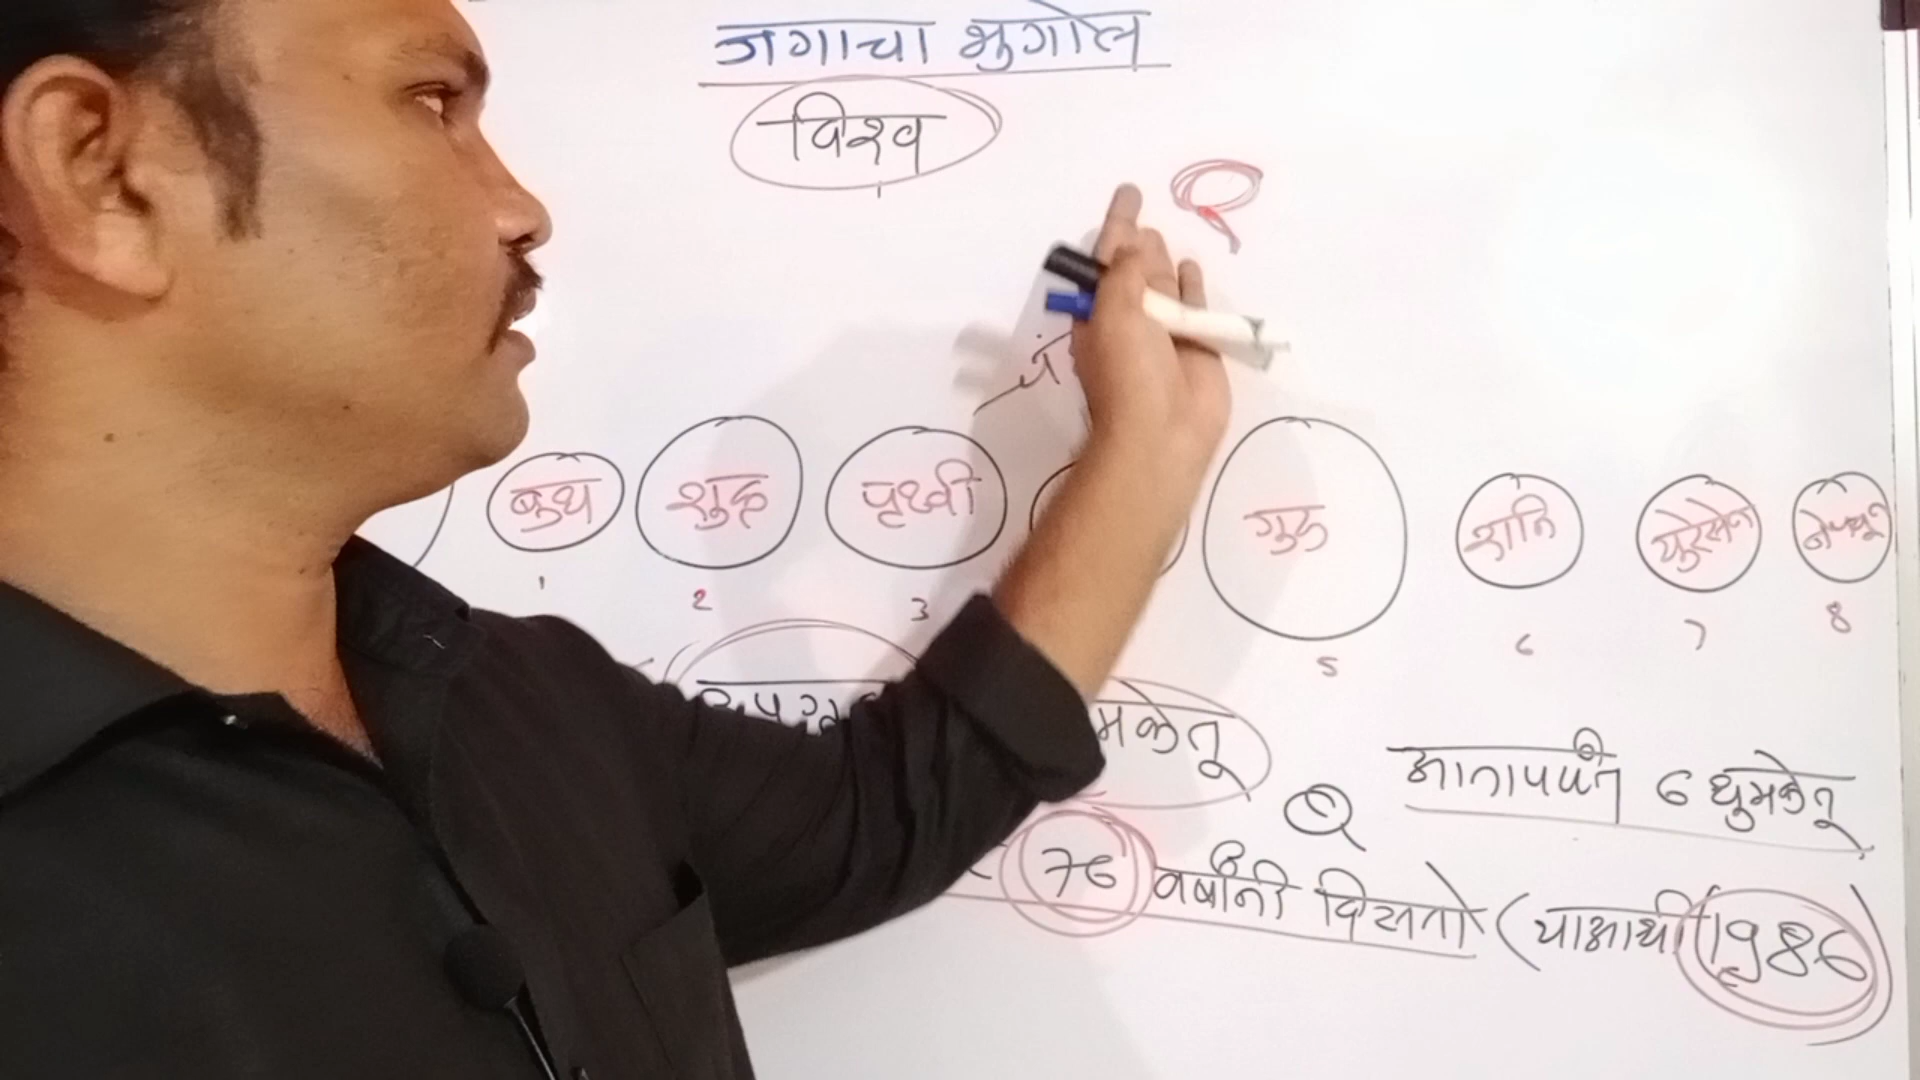 जगाचा भुगोल
विश्व
बुध शुक्र पृथ्वी गुरु शनि युरेनस नेपच्यून
1 2 3 5 6 7 8
मकेतू
आतापर्यंत 6 धुमकेतू
76 वर्षांनी दिसतो (याआधी 1986)